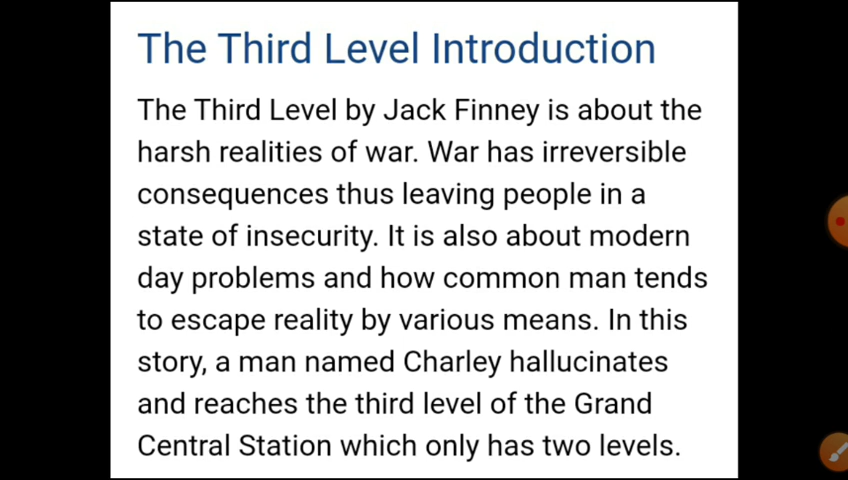 The Third Level Introduction
The Third Level by Jack Finney is about the
harsh realities of war. War has irreversible
consequences thus leaving people in a
state of insecurity. It is also about modern
day problems and how common man tends
to escape reality by various means. In this
story, a man named Charley hallucinates
and reaches the third level of the Grand
Central Station which only has two levels.